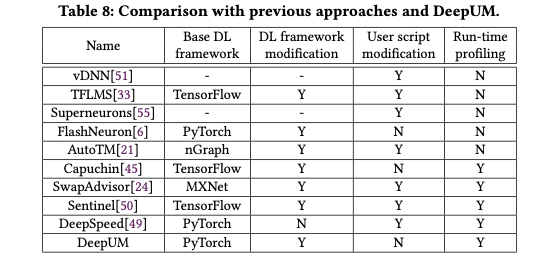 Table 8: Comparison with previous approaches and DeepUM.
Name Base DL framework DL framework modification User script modification Run-time profiling
vDNN[51] - - Y N
TFLMS[33] TensorFlow Y Y N
Superneurons[55] - - Y N
FlashNeuron[6] PyTorch Y N N
AutoTM[21] nGraph Y Y N
Capuchin[45] TensorFlow Y N Y
SwapAdvisor[24] MXNet Y Y Y
Sentinel[50] TensorFlow Y Y Y
DeepSpeed[49] PyTorch N Y Y
DeepUM PyTorch Y N Y